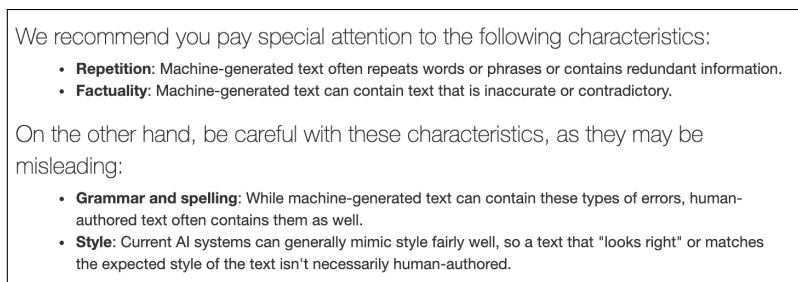 We recommend you pay special attention to the following characteristics:
• Repetition: Machine-generated text often repeats words or phrases or contains redundant information.
• Factuality: Machine-generated text can contain text that is inaccurate or contradictory.
On the other hand, be careful with these characteristics, as they may be
misleading:
• Grammar and spelling: While machine-generated text can contain these types of errors, human-
authored text often contains them as well.
• Style: Current AI systems can generally mimic style fairly well, so a text that "looks right" or matches
the expected style of the text isn't necessarily human-authored.